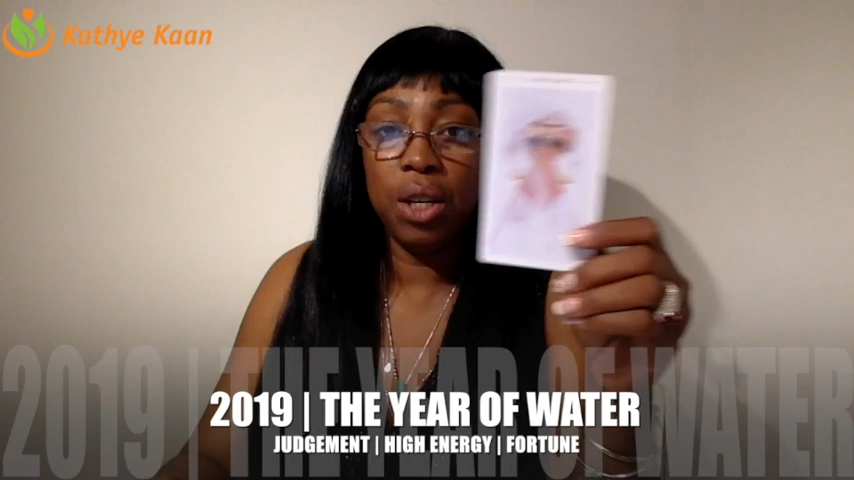 Kathye Kaan
2019 | THE YEAR OF WATER
2019 | THE YEAR OF WATER
JUDGEMENT | HIGH ENERGY | FORTUNE